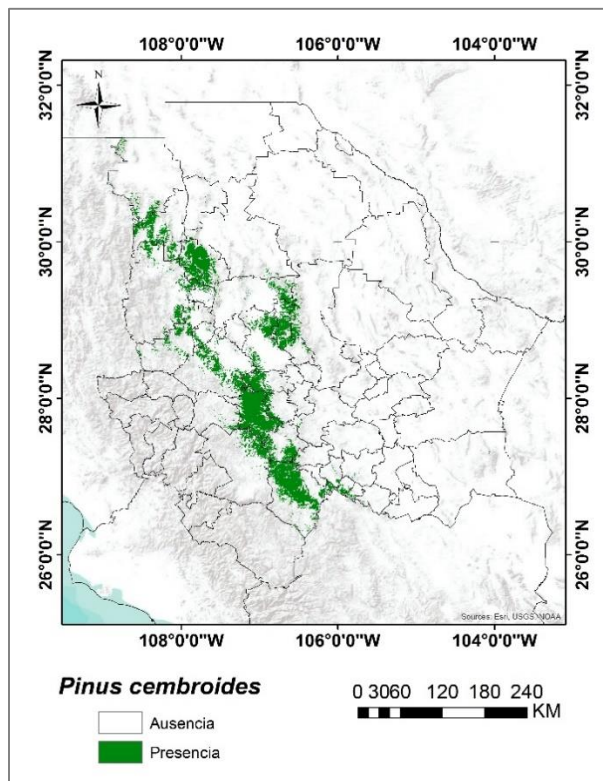 108°0'0"W 106°0'0"W 104°0'0"W
N
32°0'0"N 32°0'0"N
30°0'0"N 30°0'0"N
28°0'0"N 28°0'0"N
26°0'0"N 26°0'0"N
Sources: Esri, USGS, NOAA
108°0'0"W 106°0'0"W 104°0'0"W
Pinus cembroides
Ausencia
Presencia
0 3060 120 180 240
KM